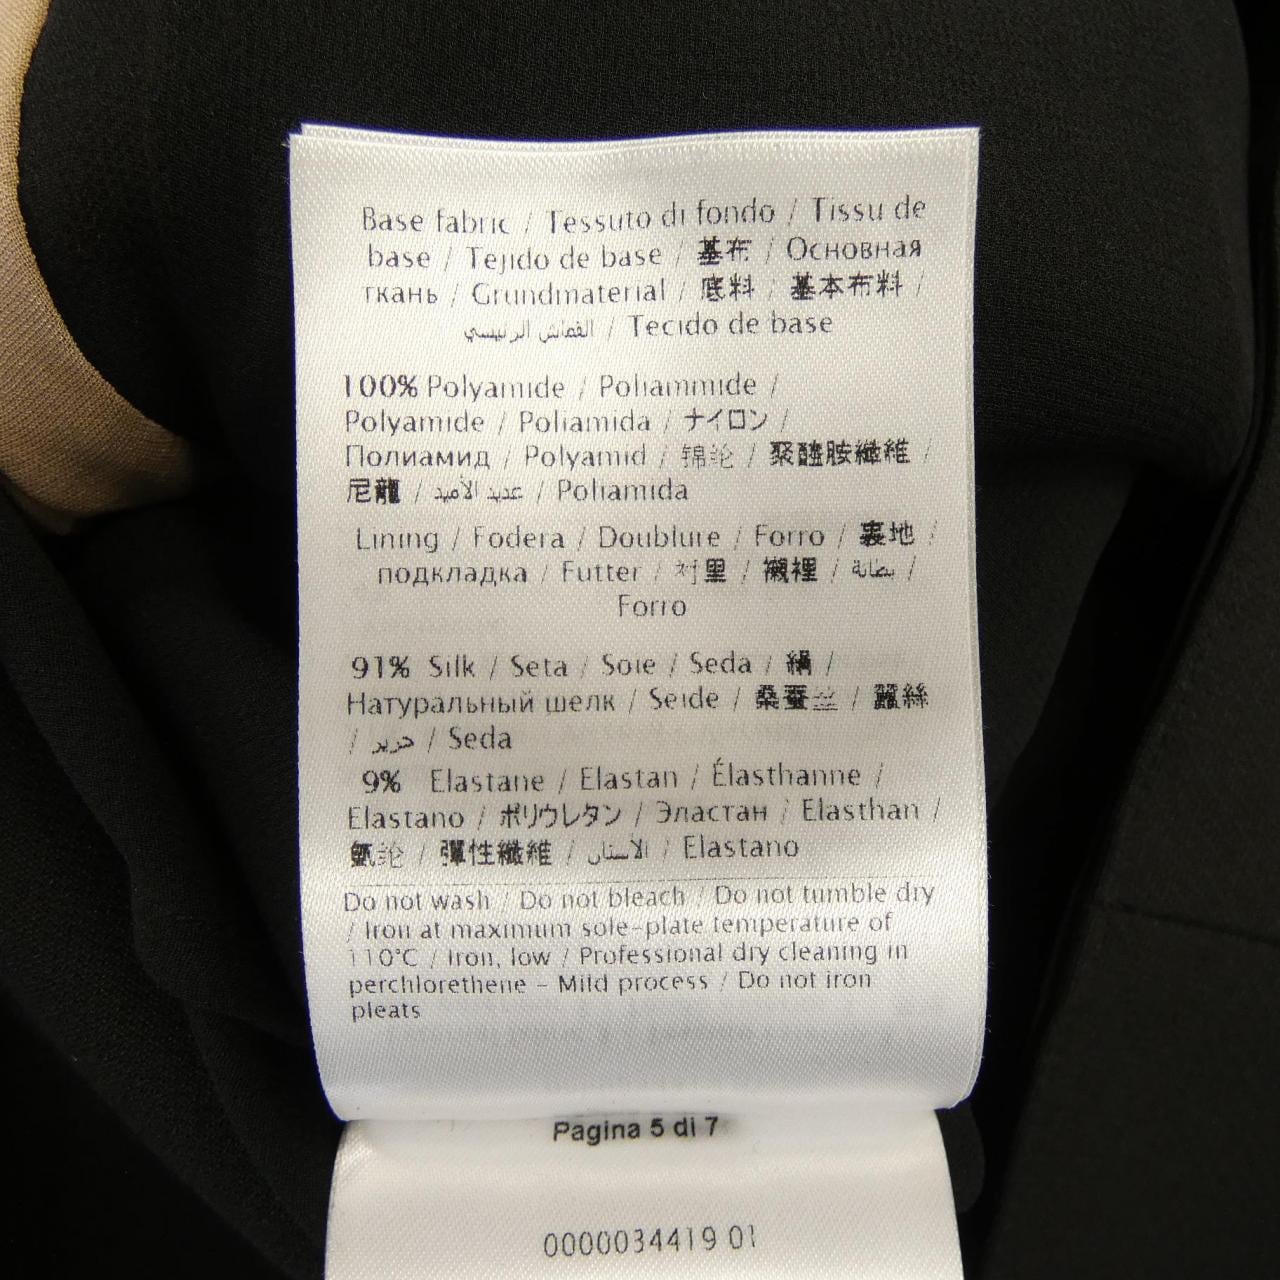 Base fabric / Tessuto di fondo / Tissu de
base / Tejido de base / 基布 / Основная
ткань / Grundmaterial / 底料 / 基本布料 /
القماش الرئيسي / Tecido de base
100% Polyamide / Poliammide /
Polyamide / Poliamida / ナイロン /
Полиамид / Polyamid / 锦纶 / 聚醯胺纖維 /
尼龍 / عديد الأميد / Poliamida
Lining / Fodera / Doublure / Forro / 裏地 /
подкладка / Futter / 衬里 / 襯裡 / بطانة /
Forro
91% Silk / Seta / Soie / Seda / 絹 /
Натуральный шелк / Seide / 桑蚕丝 / 蠶絲
/ حرير / Seda
9% Elastane / Elastan / Élasthanne /
Elastano / ポリウレタン / Эластан / Elasthan /
氨纶 / 彈性纖維 / الاستان / Elastano
Do not wash / Do not bleach / Do not tumble dry
/ Iron at maximum sole-plate temperature of
110°C / Iron, low / Professional dry cleaning in
perchlorethene - Mild process / Do not iron
pleats
Pagina 5 di 7
0000034419 01